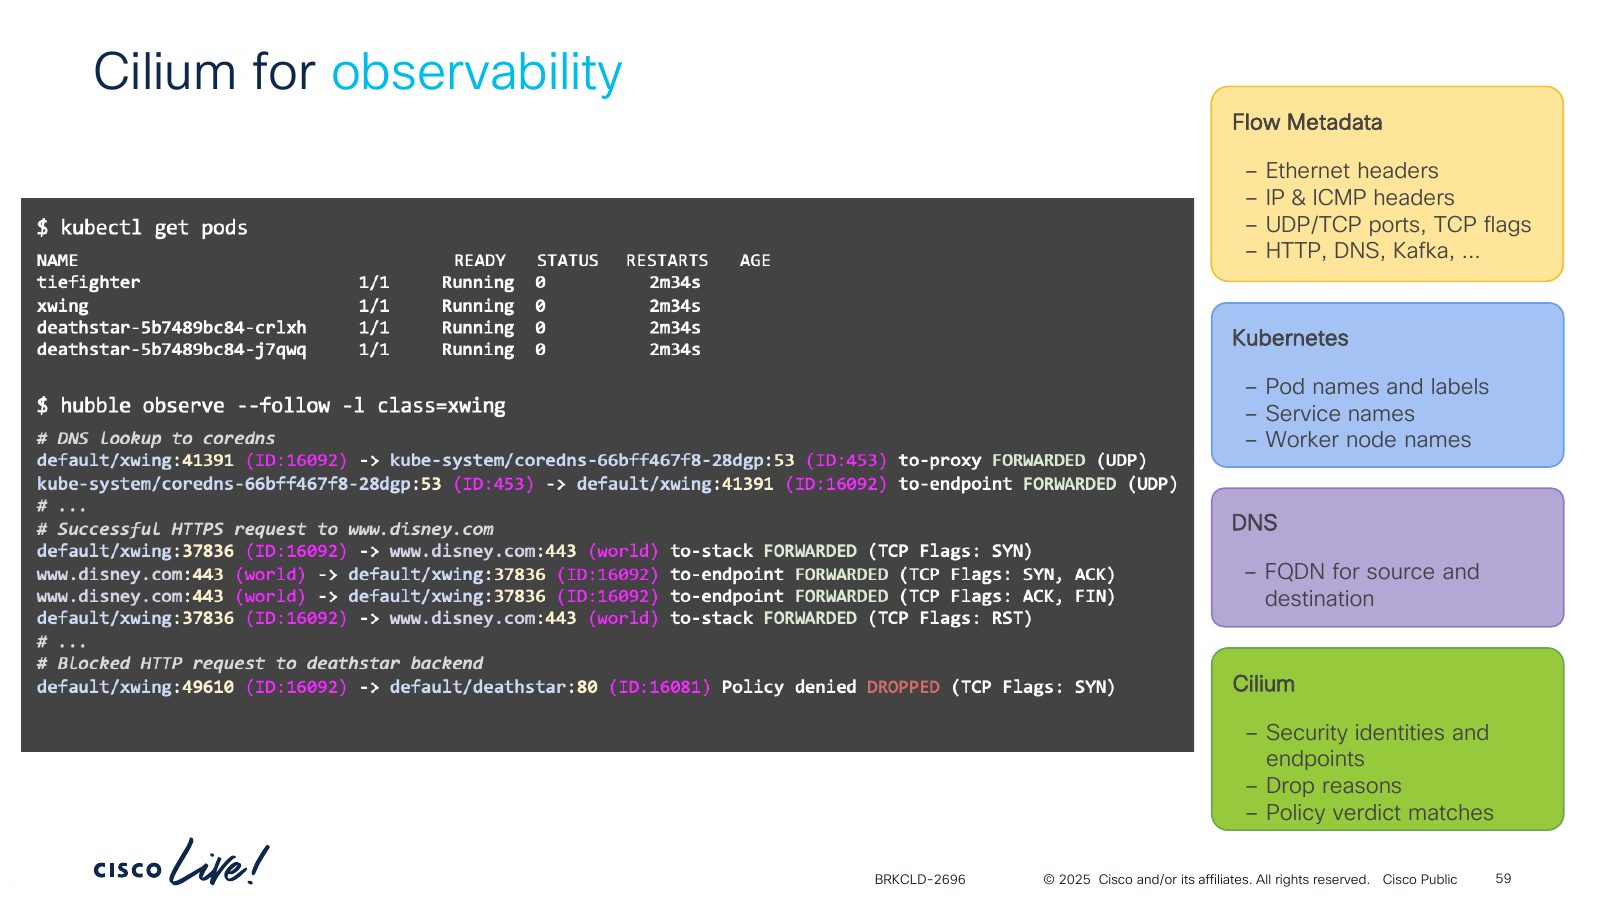 Cilium for observability
$ kubectl get pods
NAME READY STATUS RESTARTS AGE
tiefighter 1/1 Running 0 2m34s
xwing 1/1 Running 0 2m34s
deathstar-5b7489bc84-crlxh 1/1 Running 0 2m34s
deathstar-5b7489bc84-j7qwq 1/1 Running 0 2m34s
$ hubble observe --follow -l class=xwing
# DNS lookup to coredns
default/xwing:41391 (ID:16092) -> kube-system/coredns-66bff467f8-28dgp:53 (ID:453) to-proxy FORWARDED (UDP)
kube-system/coredns-66bff467f8-28dgp:53 (ID:453) -> default/xwing:41391 (ID:16092) to-endpoint FORWARDED (UDP)
# ...
# Successful HTTPS request to www.disney.com
default/xwing:37836 (ID:16092) -> www.disney.com:443 (world) to-stack FORWARDED (TCP Flags: SYN)
www.disney.com:443 (world) -> default/xwing:37836 (ID:16092) to-endpoint FORWARDED (TCP Flags: SYN, ACK)
www.disney.com:443 (world) -> default/xwing:37836 (ID:16092) to-endpoint FORWARDED (TCP Flags: ACK, FIN)
default/xwing:37836 (ID:16092) -> www.disney.com:443 (world) to-stack FORWARDED (TCP Flags: RST)
# ...
# Blocked HTTP request to deathstar backend
default/xwing:49610 (ID:16092) -> default/deathstar:80 (ID:16081) Policy denied DROPPED (TCP Flags: SYN)
Flow Metadata
– Ethernet headers
– IP & ICMP headers
– UDP/TCP ports, TCP flags
– HTTP, DNS, Kafka, ...
Kubernetes
– Pod names and labels
– Service names
– Worker node names
DNS
– FQDN for source and
destination
Cilium
– Security identities and
endpoints
– Drop reasons
– Policy verdict matches
CISCO Live!
BRKCLD-2696 © 2025 Cisco and/or its affiliates. All rights reserved. Cisco Public 59